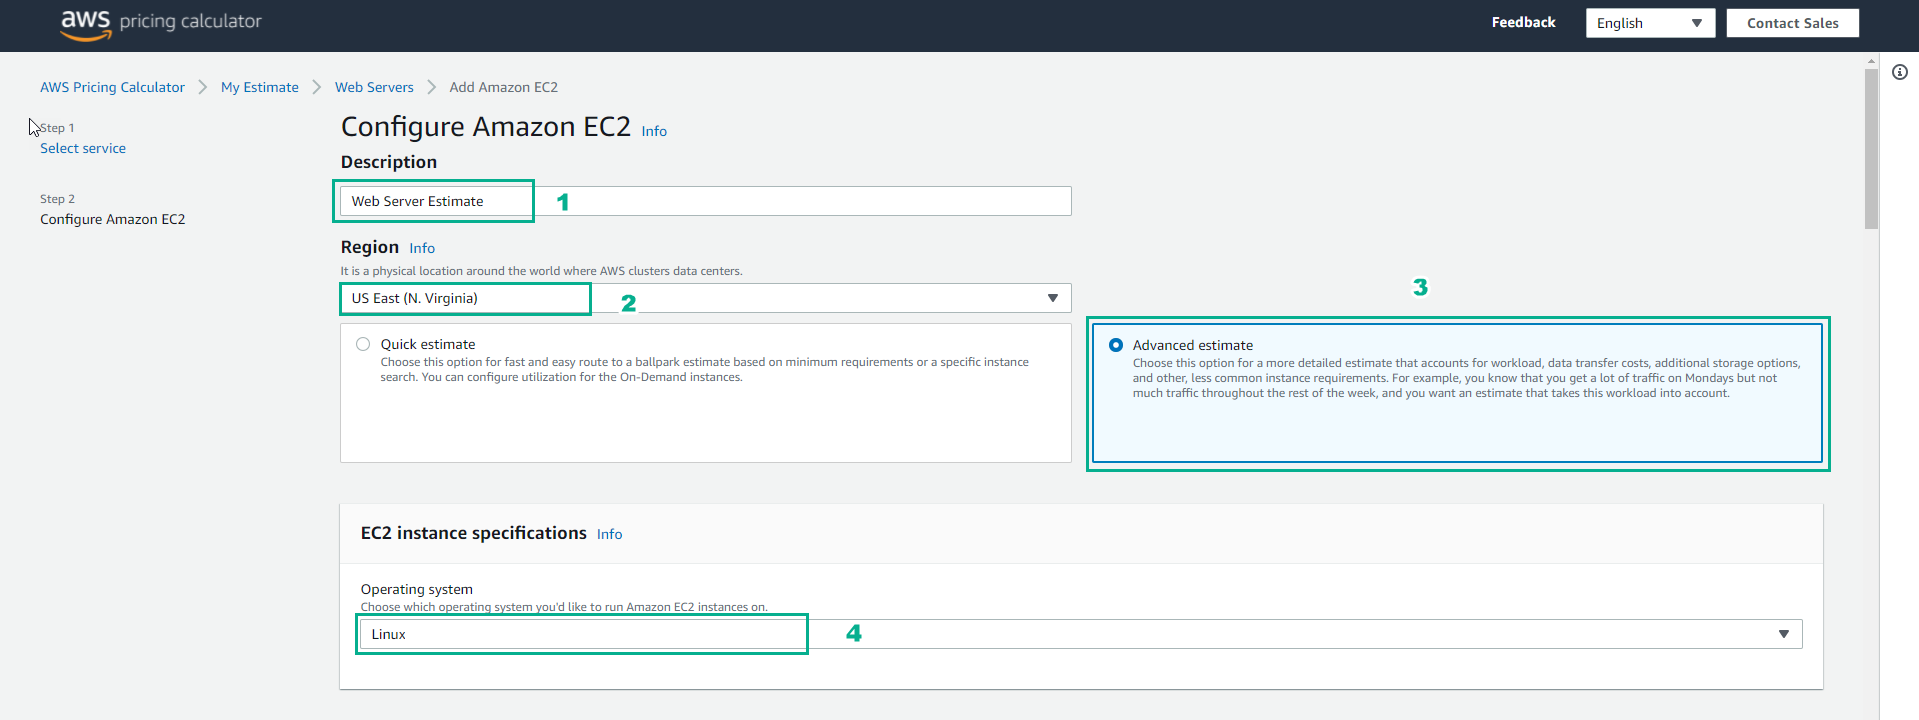 aws pricing calculator
Feedback
English
Contact Sales
AWS Pricing Calculator > My Estimate > Web Servers > Add Amazon EC2
Step 1
Select service
Step 2
Configure Amazon EC2
Configure Amazon EC2 Info
Description
Web Server Estimate
1
Region Info
It is a physical location around the world where AWS clusters data centers.
US East (N. Virginia)
2
3
Quick estimate
Choose this option for fast and easy route to a ballpark estimate based on minimum requirements or a specific instance
search. You can configure utilization for the On-Demand instances.
Advanced estimate
Choose this option for a more detailed estimate that accounts for workload, data transfer costs, additional storage options,
and other, less common instance requirements. For example, you know that you get a lot of traffic on Mondays but not
much traffic throughout the rest of the week, and you want an estimate that takes this workload into account.
EC2 instance specifications Info
Operating system
Choose which operating system you'd like to run Amazon EC2 instances on.
Linux
4